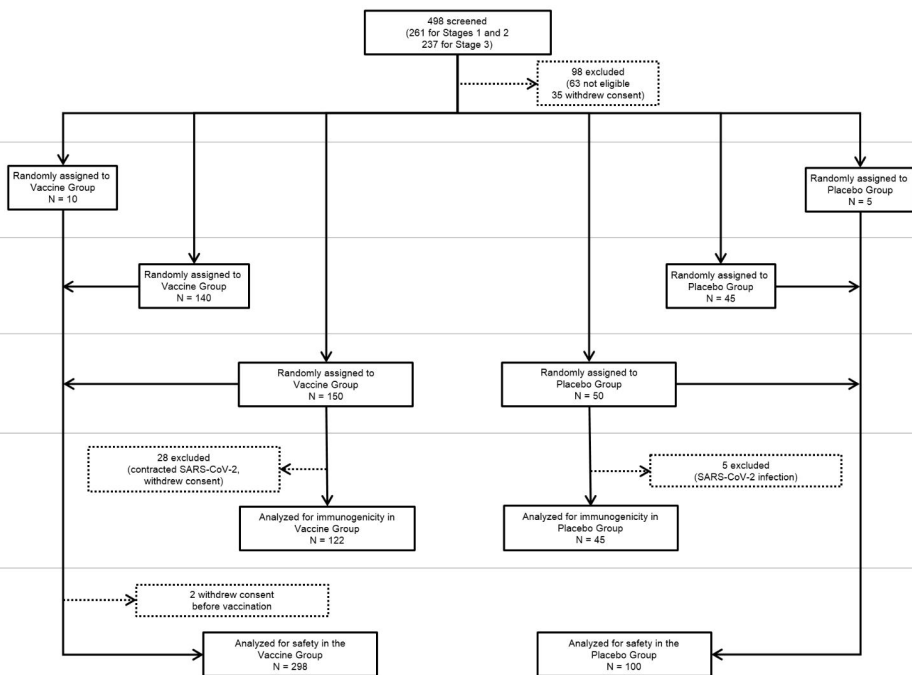 498 screened
(261 for Stages 1 and 2
237 for Stage 3)
98 excluded
(63 not eligible
35 withdrew consent)
Randomly assigned to
Vaccine Group
N = 10
Randomly assigned to
Placebo Group
N = 5
Randomly assigned to
Vaccine Group
N = 140
Randomly assigned to
Placebo Group
N = 45
Randomly assigned to
Vaccine Group
N = 150
Randomly assigned to
Placebo Group
N = 50
28 excluded
(contracted SARS-CoV-2,
withdrew consent)
5 excluded
(SARS-CoV-2 infection)
Analyzed for immunogenicity in
Vaccine Group
N = 122
Analyzed for immunogenicity in
Placebo Group
N = 45
2 withdrew consent
before vaccination
Analyzed for safety in the
Vaccine Group
N = 298
Analyzed for safety in the
Placebo Group
N = 100